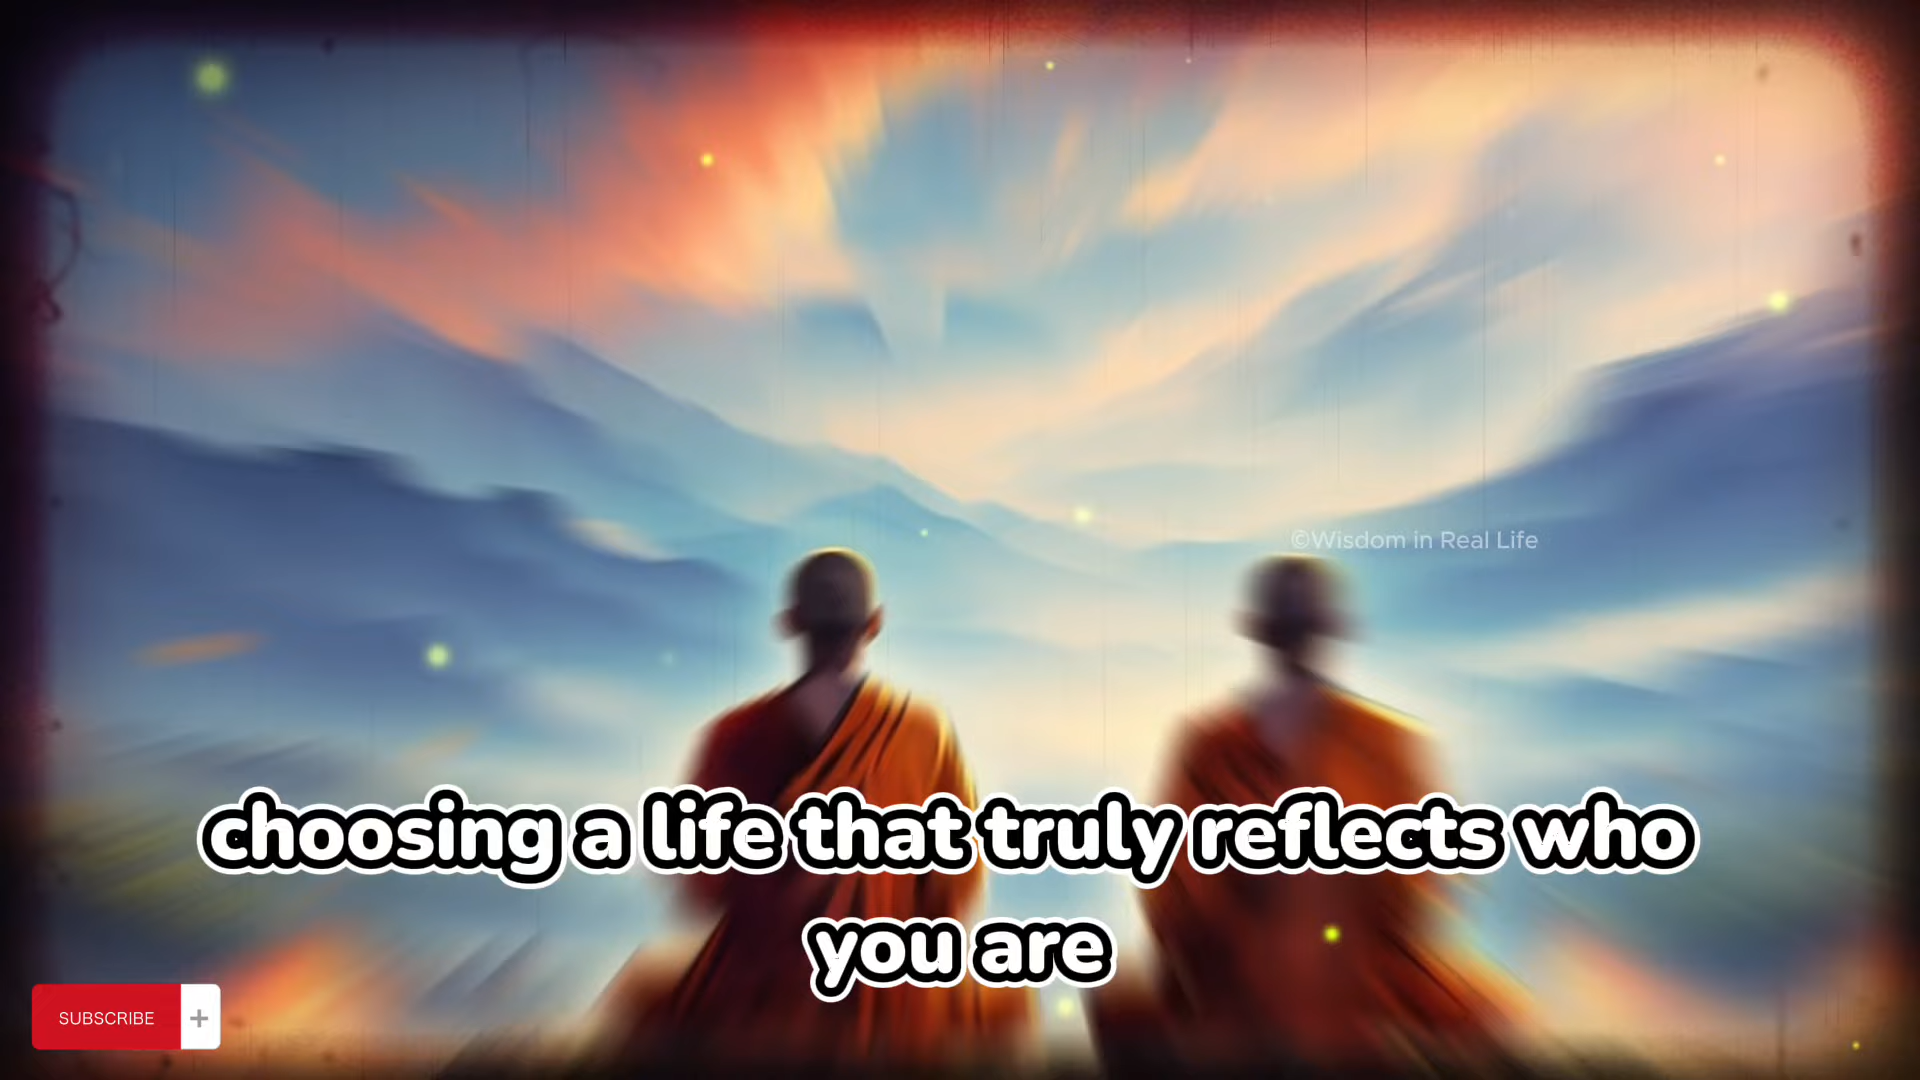 ©Wisdom in Real Life
choosing a life that truly reflects who
you are
SUBSCRIBE +